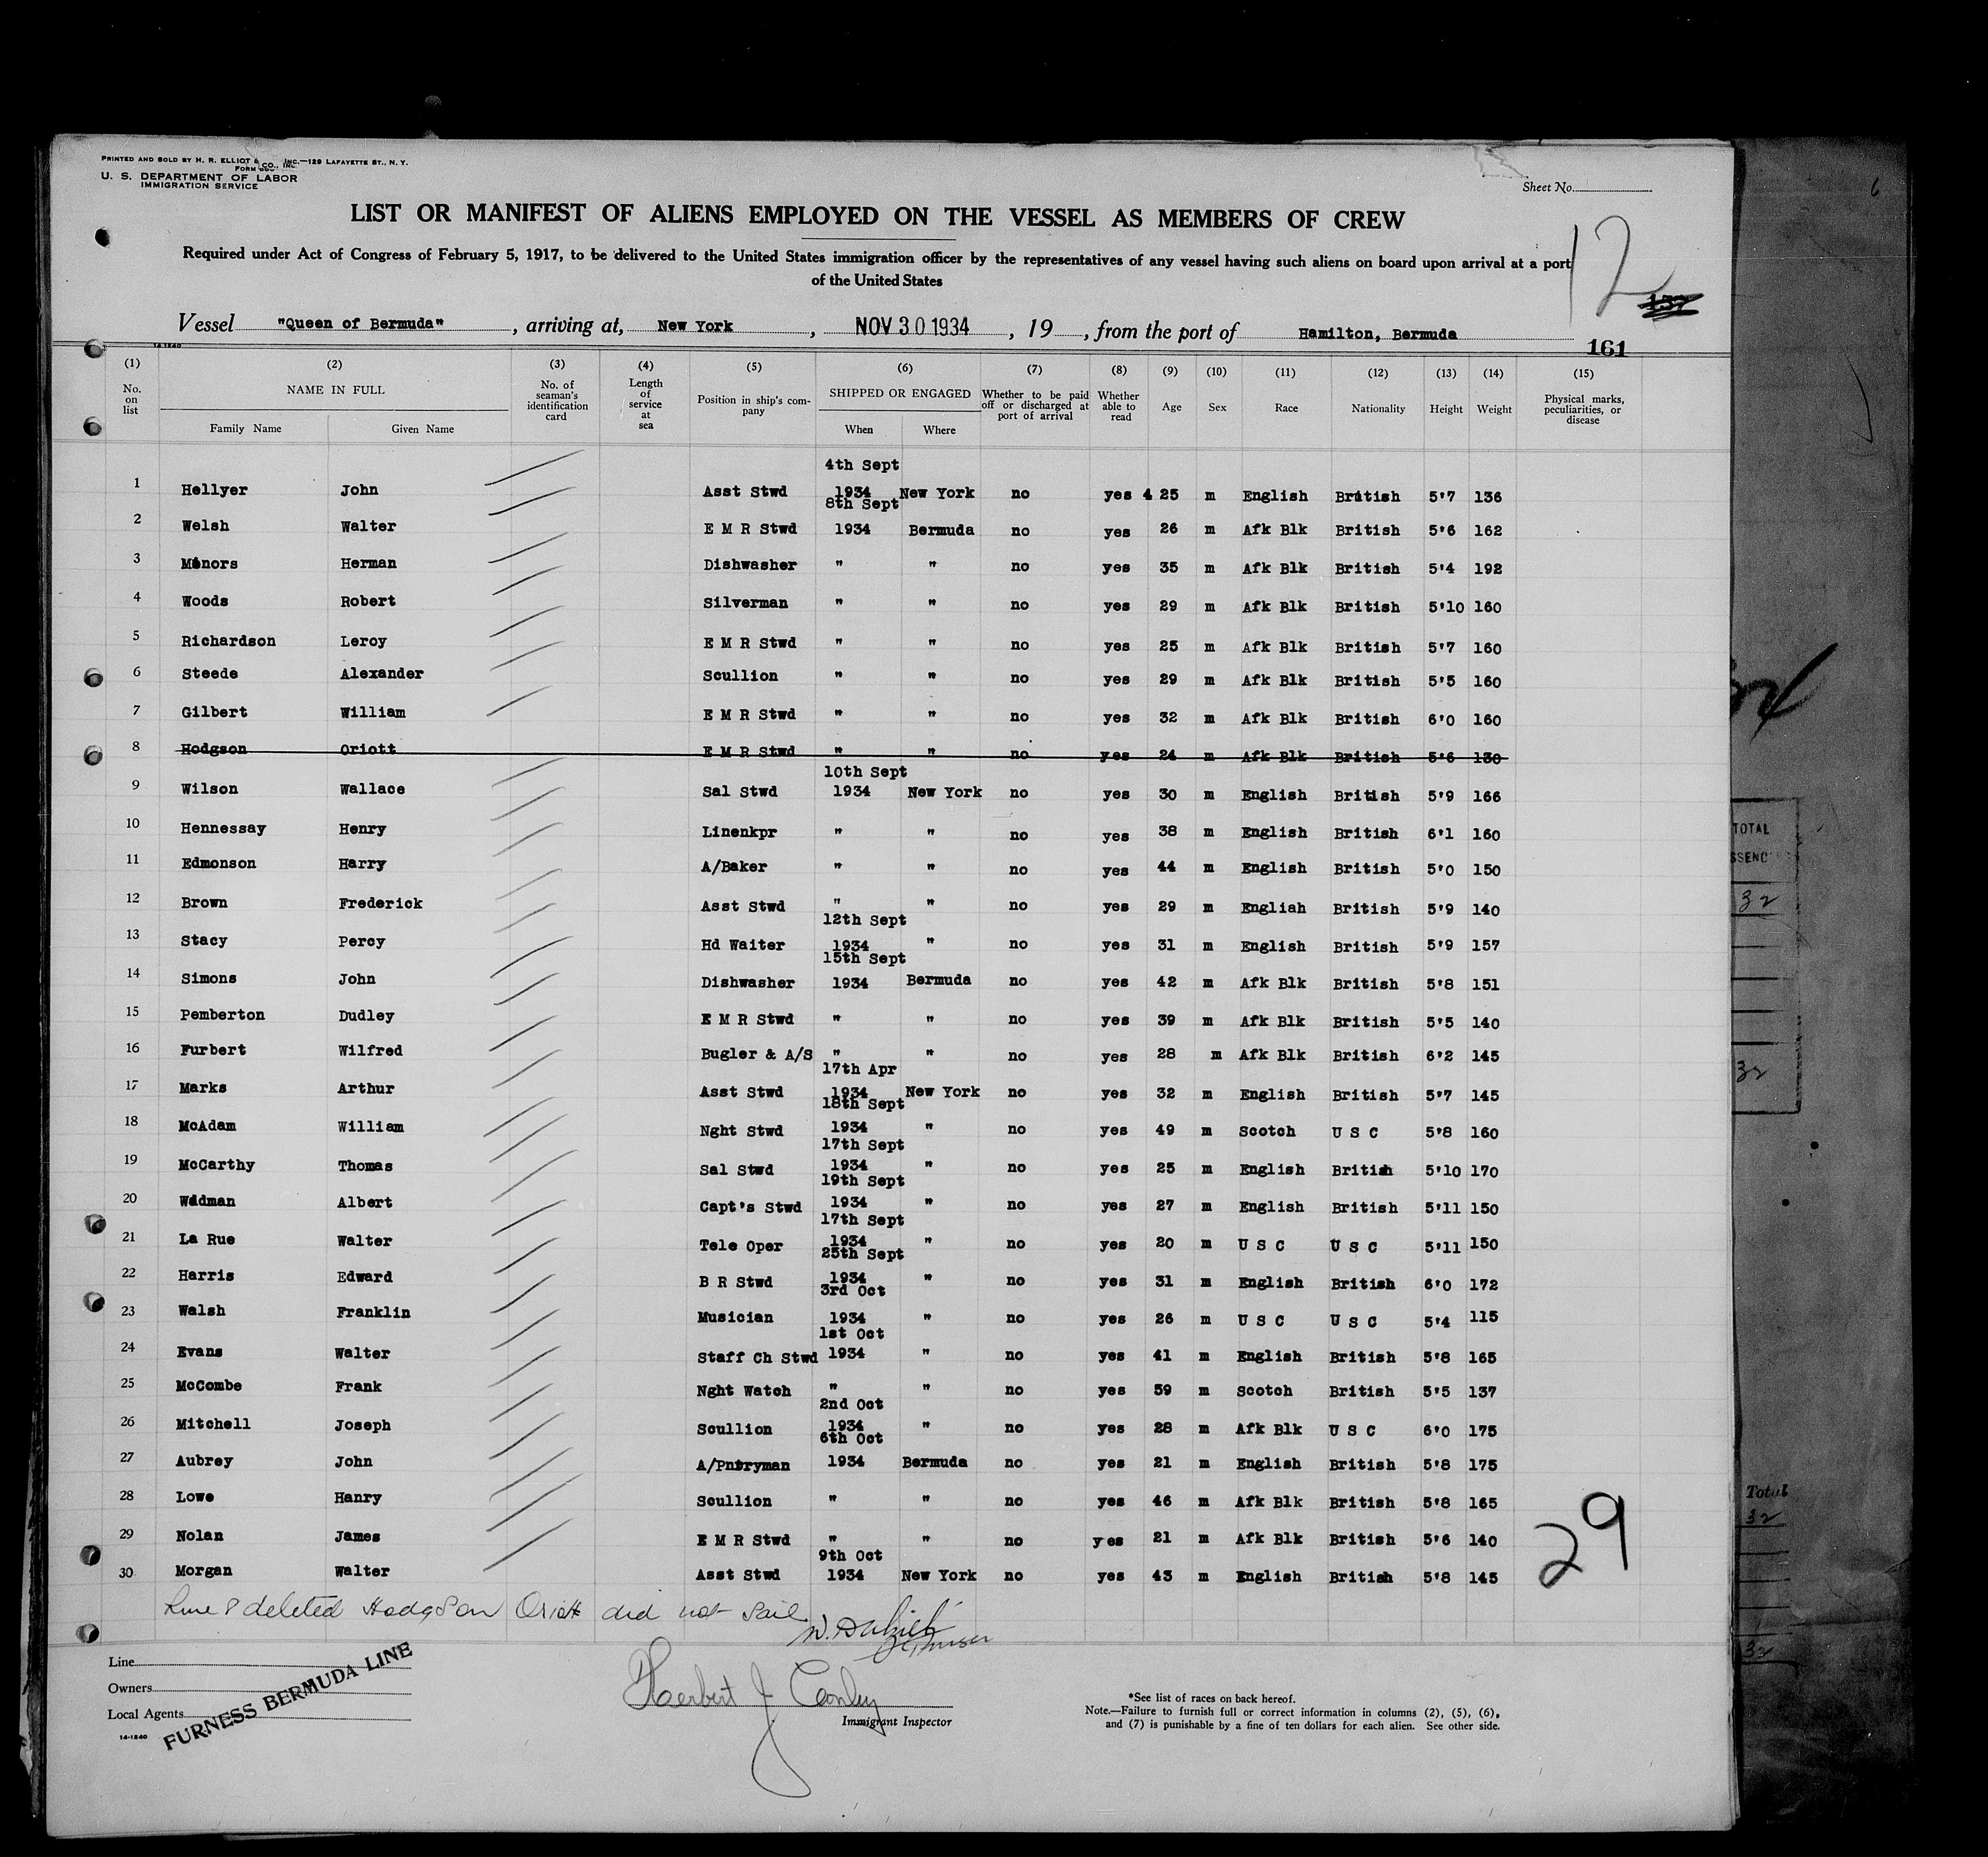 PRINTED AND SOLD BY H. R. ELLIOT & CO., INC.—129 LAFAYETTE ST., N. Y.
U. S. DEPARTMENT OF LABOR
IMMIGRATION SERVICE
Sheet No.
LIST OR MANIFEST OF ALIENS EMPLOYED ON THE VESSEL AS MEMBERS OF CREW
12
Required under Act of Congress of February 5, 1917, to be delivered to the United States immigration officer by the representatives of any vessel having such aliens on board upon arrival at a port
of the United States
Vessel "Queen of Bermuda", arriving at, New York, NOV 30 1934, 19, from the port of Hamilton, Bermuda
161
14-1240
(1) (2) (3) (4) (5) (6) (7) (8) (9) (10) (11) (12) (13) (14) (15)
No. on list NAME IN FULL Family Name Given Name No. of seaman's identification card Length of service at sea Position in ship's company SHIPPED OR ENGAGED When Where Whether to be paid off or discharged at port of arrival Whether able to read Age Sex Race Nationality Height Weight Physical marks, peculiarities, or disease
4th Sept
1 Hellyer John Asst Stwd 1934 New York no yes 4 25 m English British 5'7 136
8th Sept
2 Welsh Walter E M R Stwd 1934 Bermuda no yes 26 m Afk Blk British 5'6 162
3 Minors Herman Dishwasher " " no yes 35 m Afk Blk British 5'4 192
4 Woods Robert Silverman " " no yes 29 m Afk Blk British 5'10 160
5 Richardson Leroy E M R Stwd " " no yes 25 m Afk Blk British 5'7 160
6 Steede Alexander Scullion " " no yes 29 m Afk Blk British 5'5 160
7 Gilbert William E M R Stwd " " no yes 32 m Afk Blk British 6'0 160
8 Hodgson Oriott E M R Stwd " " no yes 24 m Afk Blk British 5'6 130
10th Sept
9 Wilson Wallace Sal Stwd 1934 New York no yes 30 m English British 5'9 166
10 Hennessay Henry Linenkpr " " no yes 38 m English British 6'1 160
11 Edmonson Harry A/Baker " " no yes 44 m English British 5'0 150
12 Brown Frederick Asst Stwd " " no yes 29 m Engliah British 5'9 140
12th Sept
13 Stacy Percy Hd Waiter 1934 " no yes 31 m English British 5'9 157
15th Sept
14 Simons John Dishwasher 1934 Bermuda no yes 42 m Afk Blk British 5'8 151
15 Pemberton Dudley E M R Stwd " " no yes 39 m Afk Blk British 5'5 140
16 Furbert Wilfred Bugler & A/S " " no yes 28 m Afk Blk British 6'2 145
17th Apr
17 Marks Arthur Asst Stwd 1934 New York no yes 32 m English British 5'7 145
18th Sept
18 McAdam William Nght Stwd 1934 " no yes 49 m Scotch U S C 5'8 160
17th Sept
19 McCarthy Thomas Sal Stwd 1934 " no yes 25 m English British 5'10 170
19th Sept
20 Widman Albert Capt's Stwd 1934 " no yes 27 m English British 5'11 150
17th Sept
21 La Rue Walter Tele Oper 1934 " no yes 20 m U S C U S C 5'11 150
25th Sept
22 Harris Edward B R Stwd 1934 " no yes 31 m English British 6'0 172
3rd Oct
23 Walsh Franklin Musician 1934 " no yes 26 m U S C U S C 5'4 115
1st Oct
24 Evans Walter Staff Ch Stwd 1934 " no yes 41 m English British 5'8 165
25 McCombe Frank Nght Watch " " no yes 59 m Scotch British 5'5 137
2nd Oct
26 Mitchell Joseph Scullion 1934 " no yes 28 m Afk Blk U S C 6'0 175
6th Oct
27 Aubrey John A/Pntryman 1934 Bermuda no yes 21 m English British 5'8 175
28 Lowe Hanry Scullion " " no yes 46 m Afk Blk British 5'8 165
29 Nolan James E M R Stwd " " no yes 21 m Afk Blk British 5'6 140
9th Oct
30 Morgan Walter Asst Stwd 1934 New York no yes 43 m English British 5'8 145
29
Line 8 deleted Hodgson Oriott did not sail
Line
Owners
Local Agents
FURNESS BERMUDA LINE
14-1240
Herbert J Conley
Immigrant Inspector
*See list of races on back hereof.
Note.—Failure to furnish full or correct information in columns (2), (5), (6),
and (7) is punishable by a fine of ten dollars for each alien. See other side.
TOTAL
32
32
Total
32
32